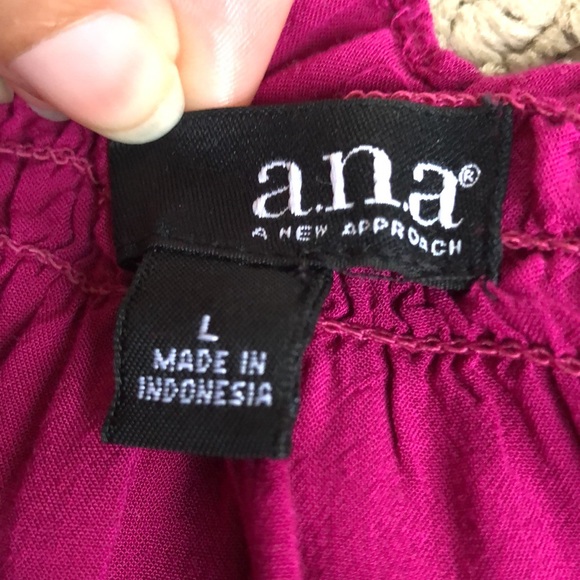 a.n.a®
A NEW APPROACH
L
MADE IN
INDONESIA